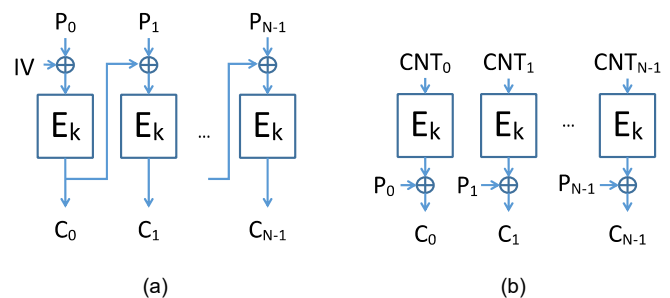 P0 P1 PN-1
IV
Ek Ek ... Ek
C0 C1 CN-1
(a)
CNT0 CNT1 CNTN-1
Ek Ek ... Ek
P0 P1 PN-1
C0 C1 CN-1
(b)